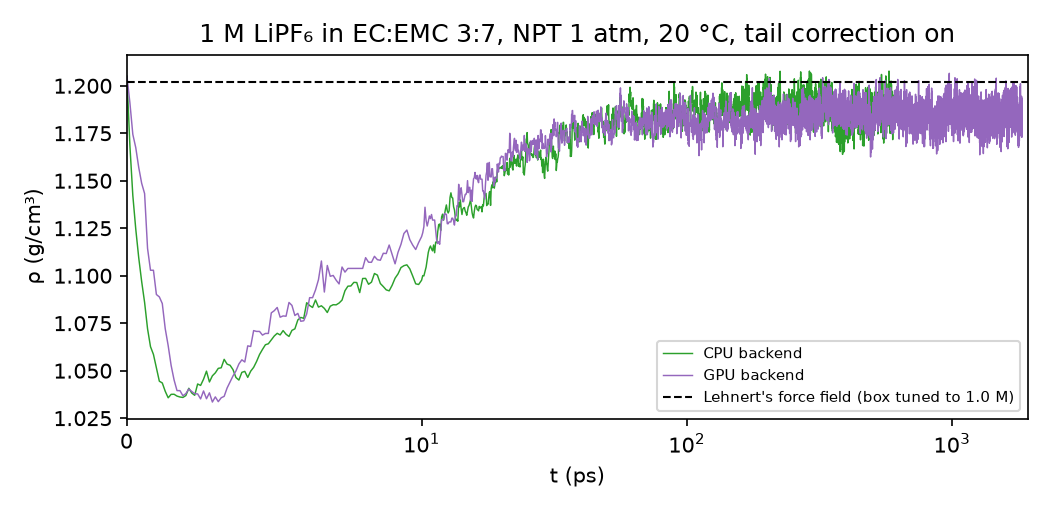 1 M LiPF₆ in EC:EMC 3:7, NPT 1 atm, 20 °C, tail correction on
ρ (g/cm³)
1.200
1.175
1.150
1.125
1.100
1.075
1.050
1.025
CPU backend
GPU backend
Lehnert's force field (box tuned to 1.0 M)
0
10¹
10²
10³
t (ps)